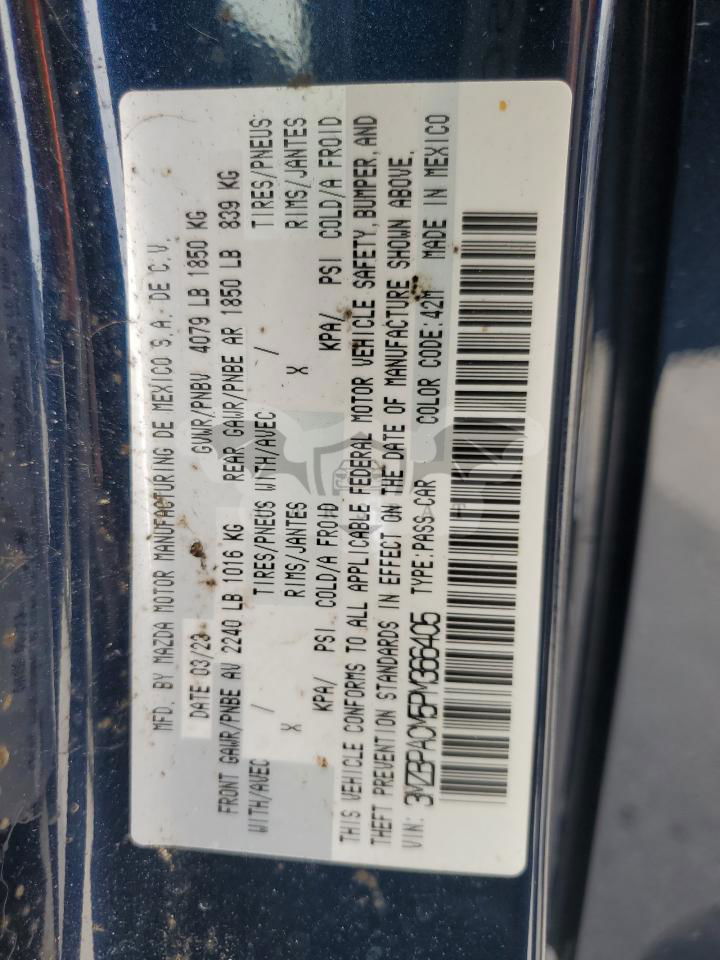 MFD. BY MAZDA MOTOR MANUFACTURING DE MEXICO S.A. DE C.V.
DATE 03/23 GVWR/PNBV 4079 LB 1850 KG
FRONT GAWR/PNBE AV 2240 LB 1016 KG REAR GAWR/PNBE AR 1850 LB 839 KG
WITH/AVEC / TIRES/PNEUS WITH/AVEC / TIRES/PNEUS
X RIMS/JANTES X RIMS/JANTES
KPA/ PSI COLD/A FROID KPA/ PSI COLD/A FROID
THIS VEHICLE CONFORMS TO ALL APPLICABLE FEDERAL MOTOR VEHICLE SAFETY, BUMPER, AND
THEFT PREVENTION STANDARDS IN EFFECT ON THE DATE OF MANUFACTURE SHOWN ABOVE.
VIN: 3MZBPACM5PM366405 TYPE:PASS CAR COLOR CODE:42M MADE IN MEXICO